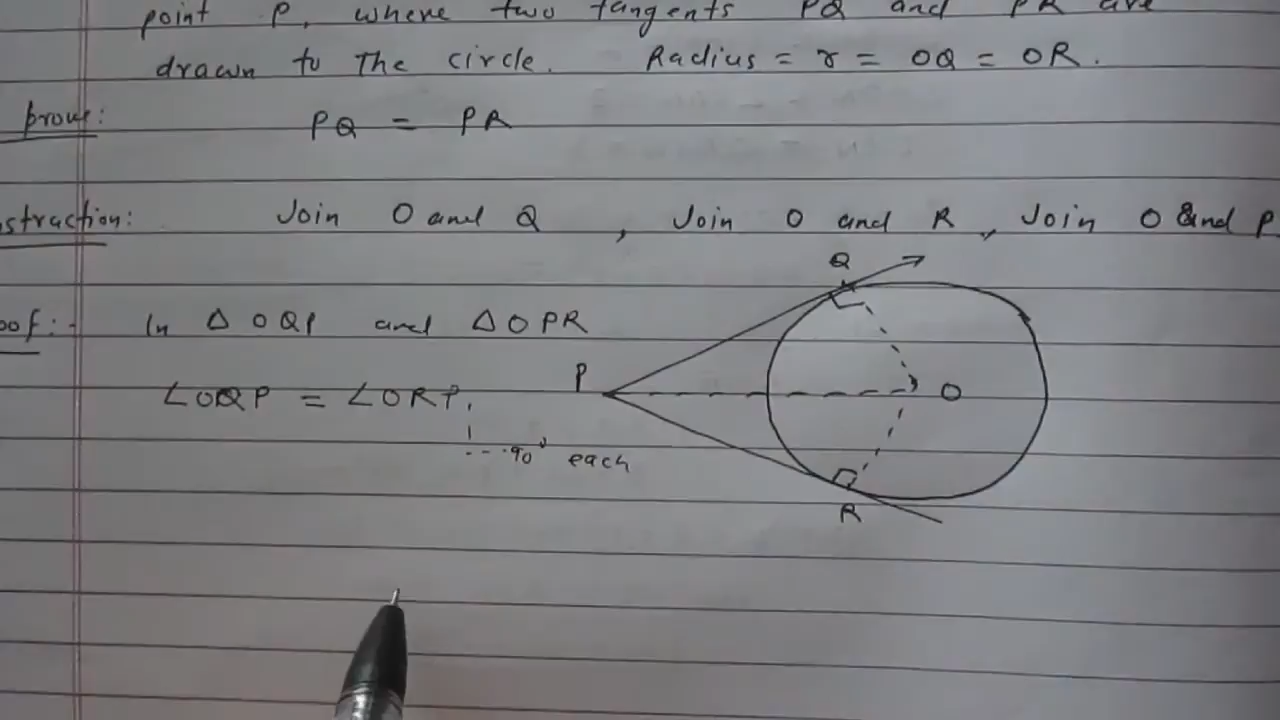 point P, where two tangents PQ and PR are
drawn to The circle. Radius = r = OQ = OR.
prove:
PQ = PR
struction: Join O and Q , Join O and R , Join O and P
oof:- In Δ OQP and Δ OPR
∠OQP = ∠ORP,
90° each
Q
P
O
R